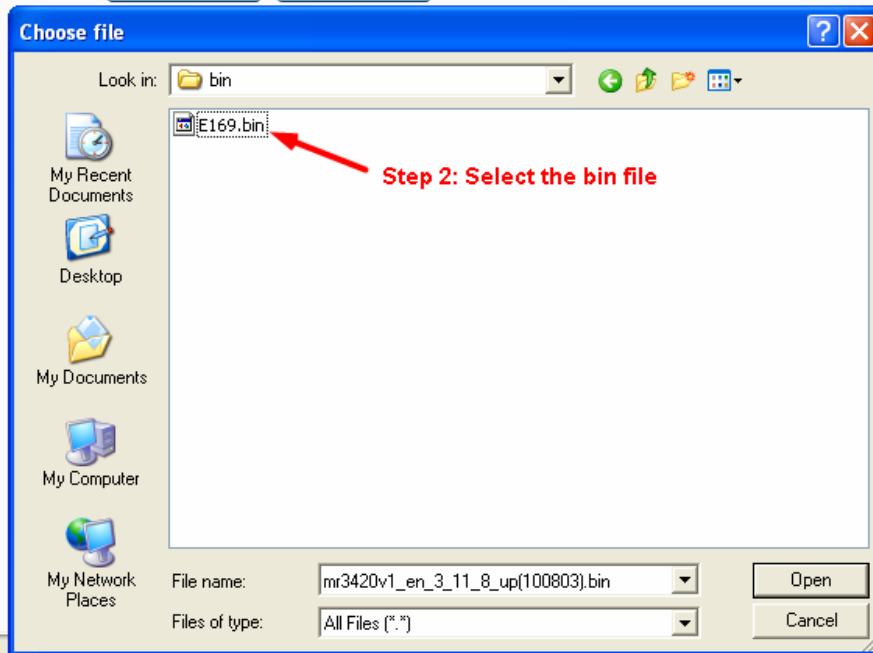 Choose file
Look in:
bin
E169.bin
Step 2: Select the bin file
My Recent
Documents
Desktop
My Documents
My Computer
My Network
Places
File name:
mr3420v1_en_3_11_8_up(100803).bin
Open
Files of type:
All Files (*.*)
Cancel